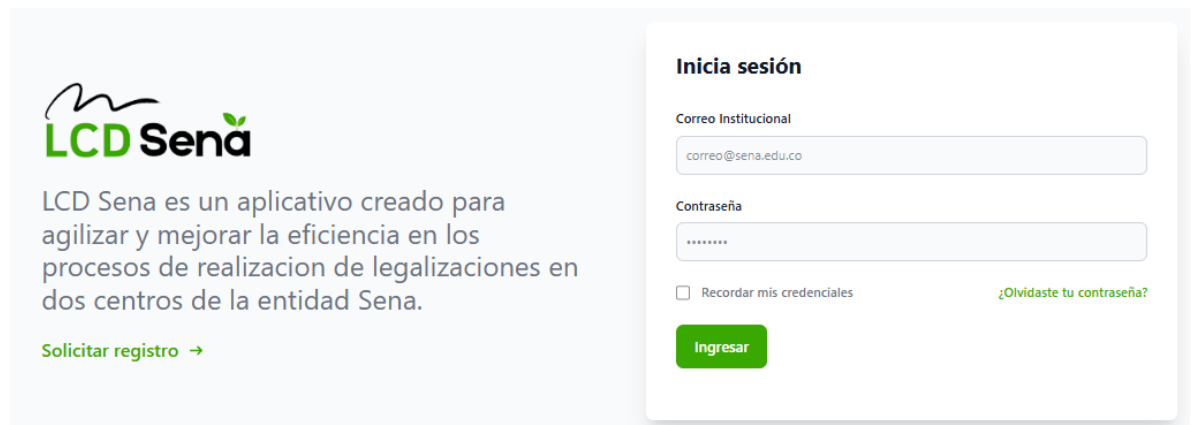 LCD Sena
LCD Sena es un aplicativo creado para
agilizar y mejorar la eficiencia en los
procesos de realizacion de legalizaciones en
dos centros de la entidad Sena.
Solicitar registro →
Inicia sesión
Correo Institucional
correo@sena.edu.co
Contraseña
••••••••
Recordar mis credenciales
¿Olvidaste tu contraseña?
Ingresar